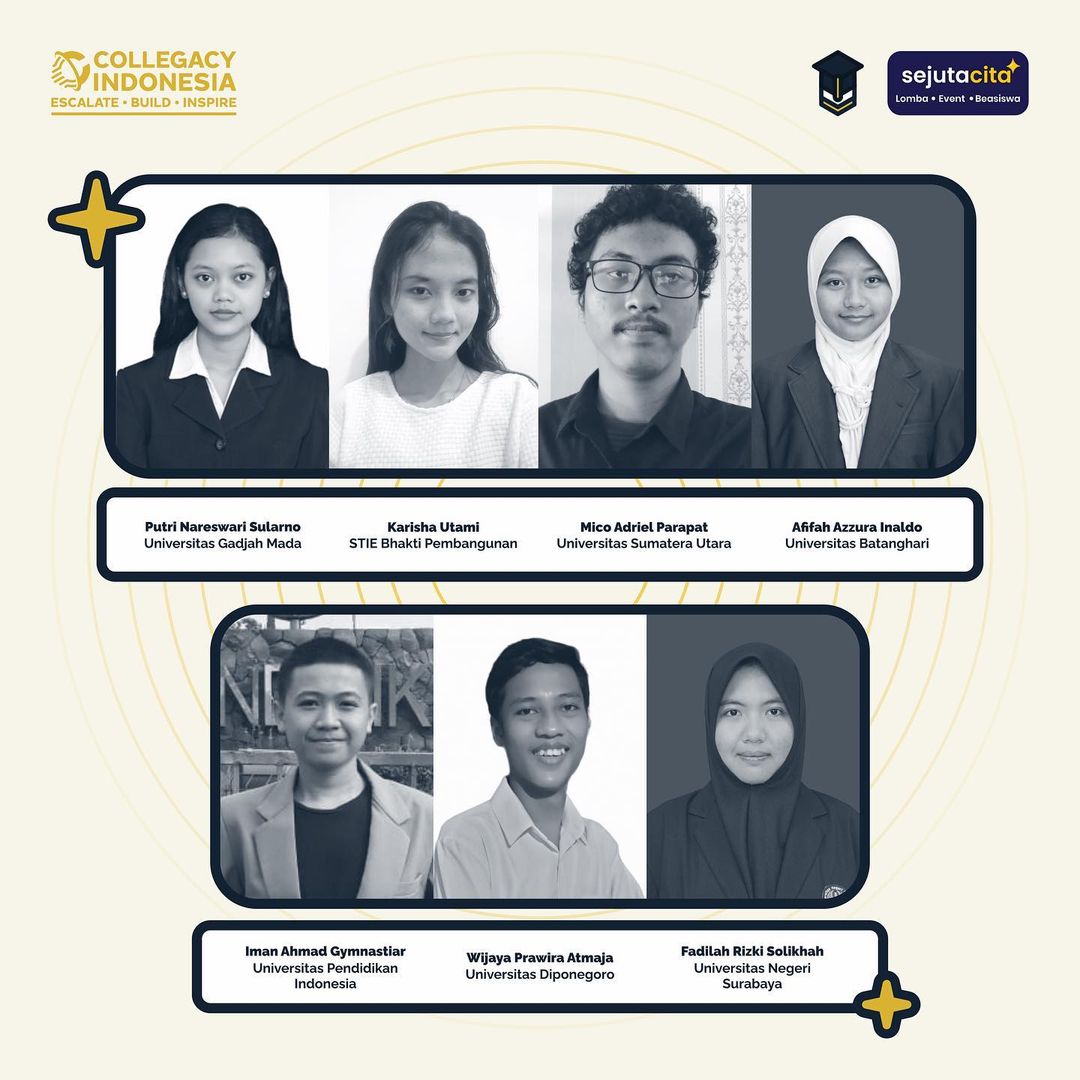 COLLEGACY
INDONESIA
ESCALATE • BUILD • INSPIRE
sejutacita
Lomba • Event • Beasiswa
Putri Nareswari Sularno
Universitas Gadjah Mada
Karisha Utami
STIE Bhakti Pembangunan
Mico Adriel Parapat
Universitas Sumatera Utara
Afifah Azzura Inaldo
Universitas Batanghari
Iman Ahmad Gymnastiar
Universitas Pendidikan
Indonesia
Wijaya Prawira Atmaja
Universitas Diponegoro
Fadilah Rizki Solikhah
Universitas Negeri
Surabaya